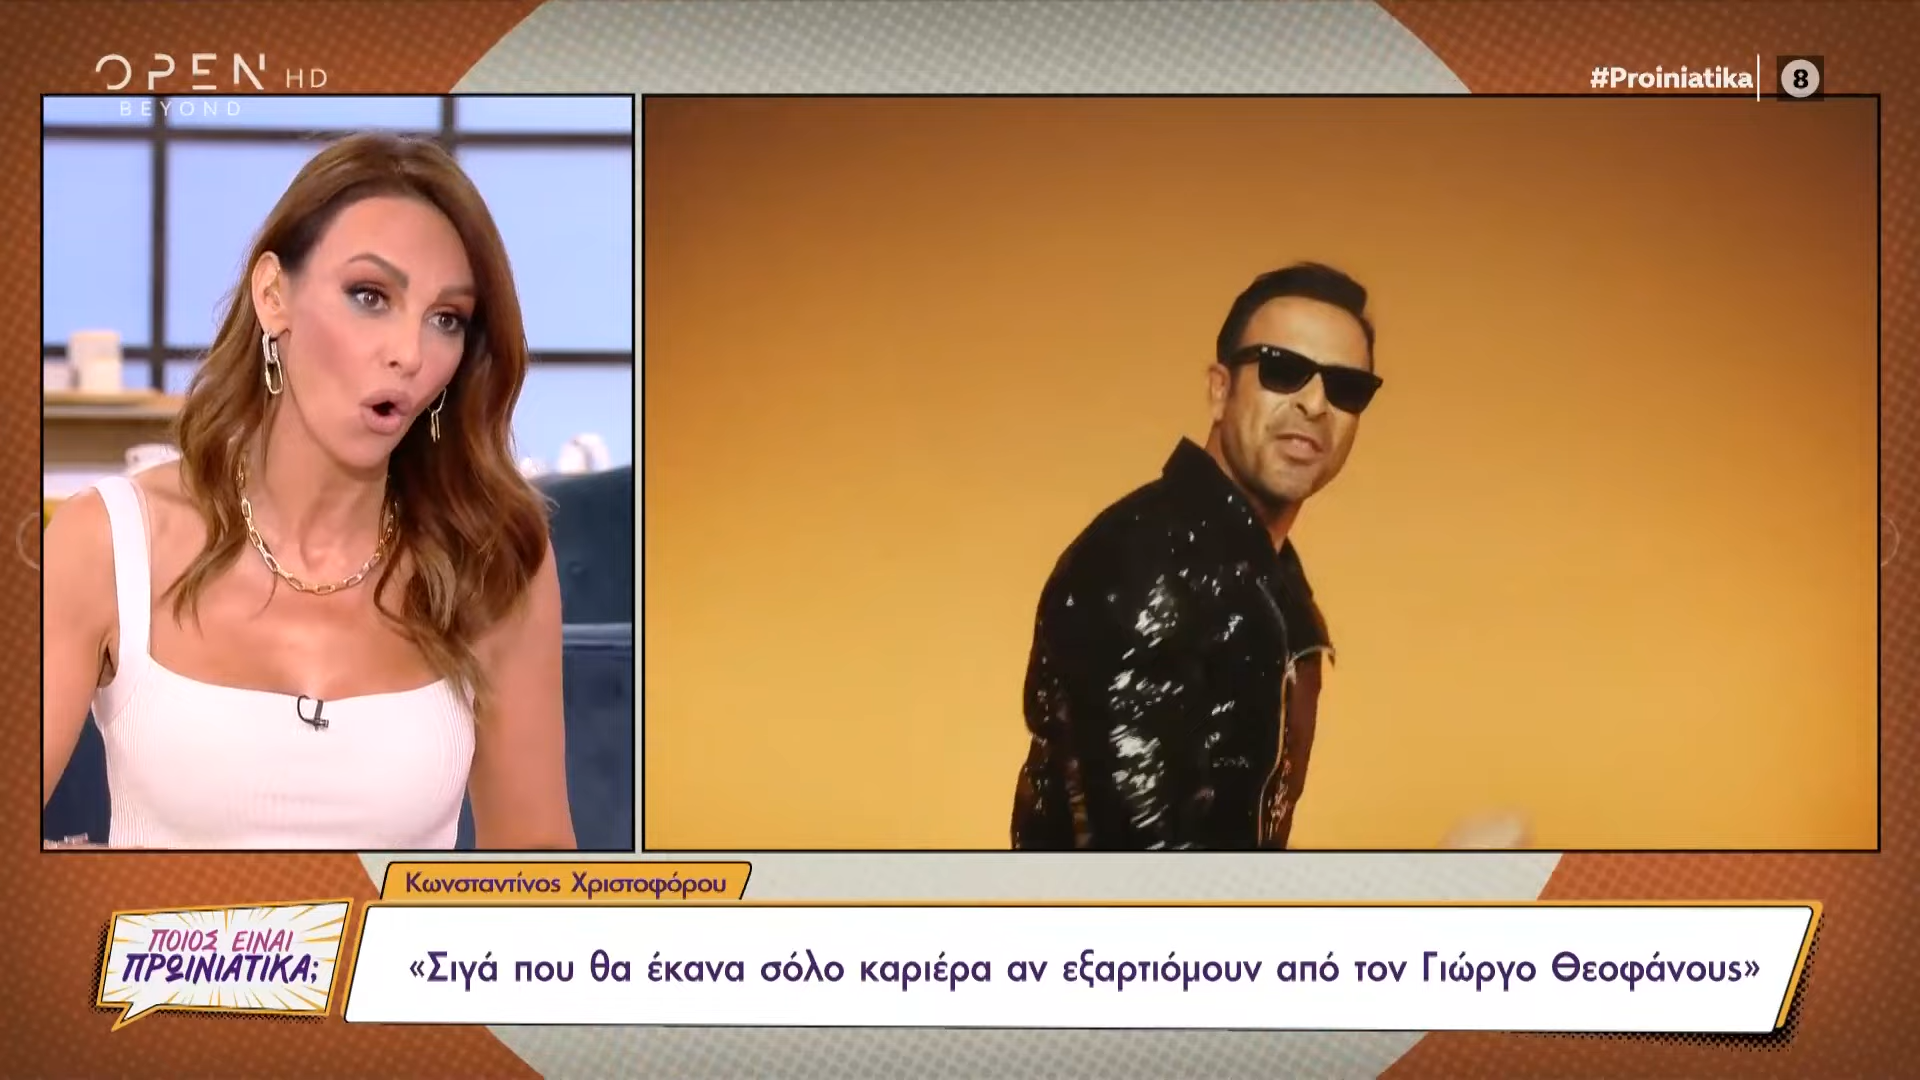 OPEN HD
BEYOND
#Proiniatika
8
Κωνσταντίνος Χριστοφόρου
ΠΟΙΟΣ ΕΙΝΑΙ
ΠΡΩΙΝΙΑΤΙΚΑ;
«Σιγά που θα έκανα σόλο καριέρα αν εξαρτιόμουν από τον Γιώργο Θεοφάνους»